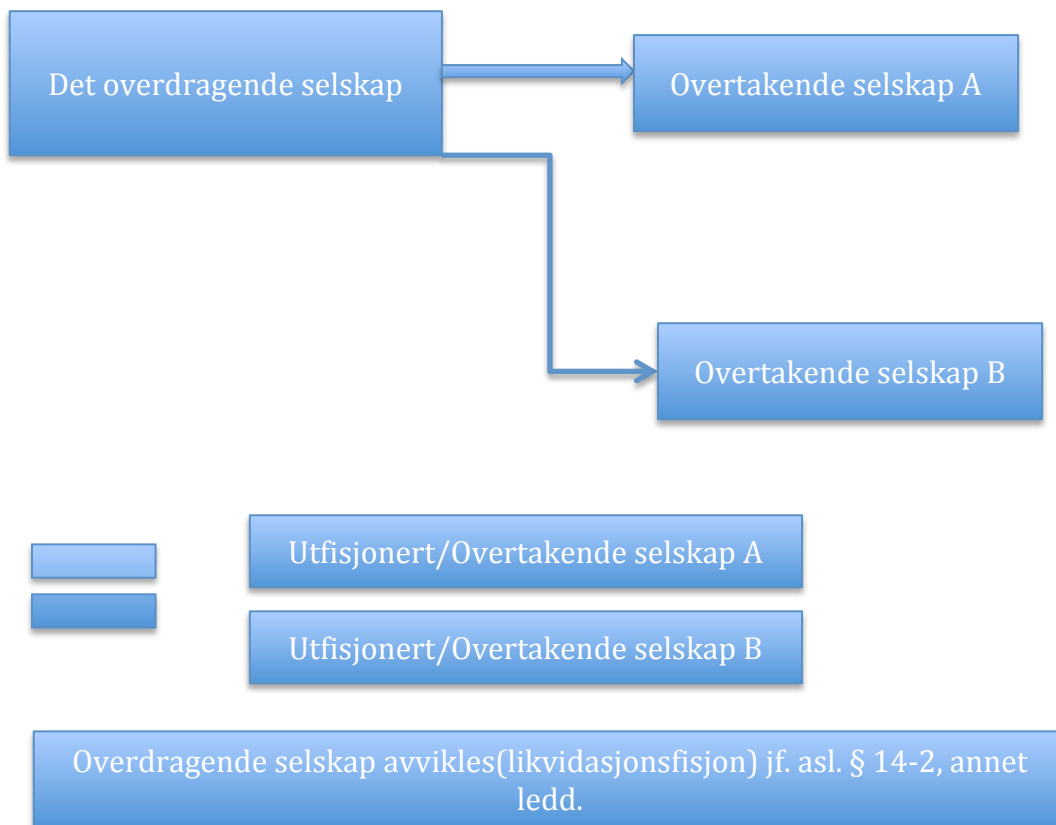 Det overdragende selskap
Overtakende selskap A
Overtakende selskap B
Utfisjonert/Overtakende selskap A
Utfisjonert/Overtakende selskap B
Overdragende selskap avvikles(likvidasjonsfisjon) jf. asl. § 14-2, annet
ledd.